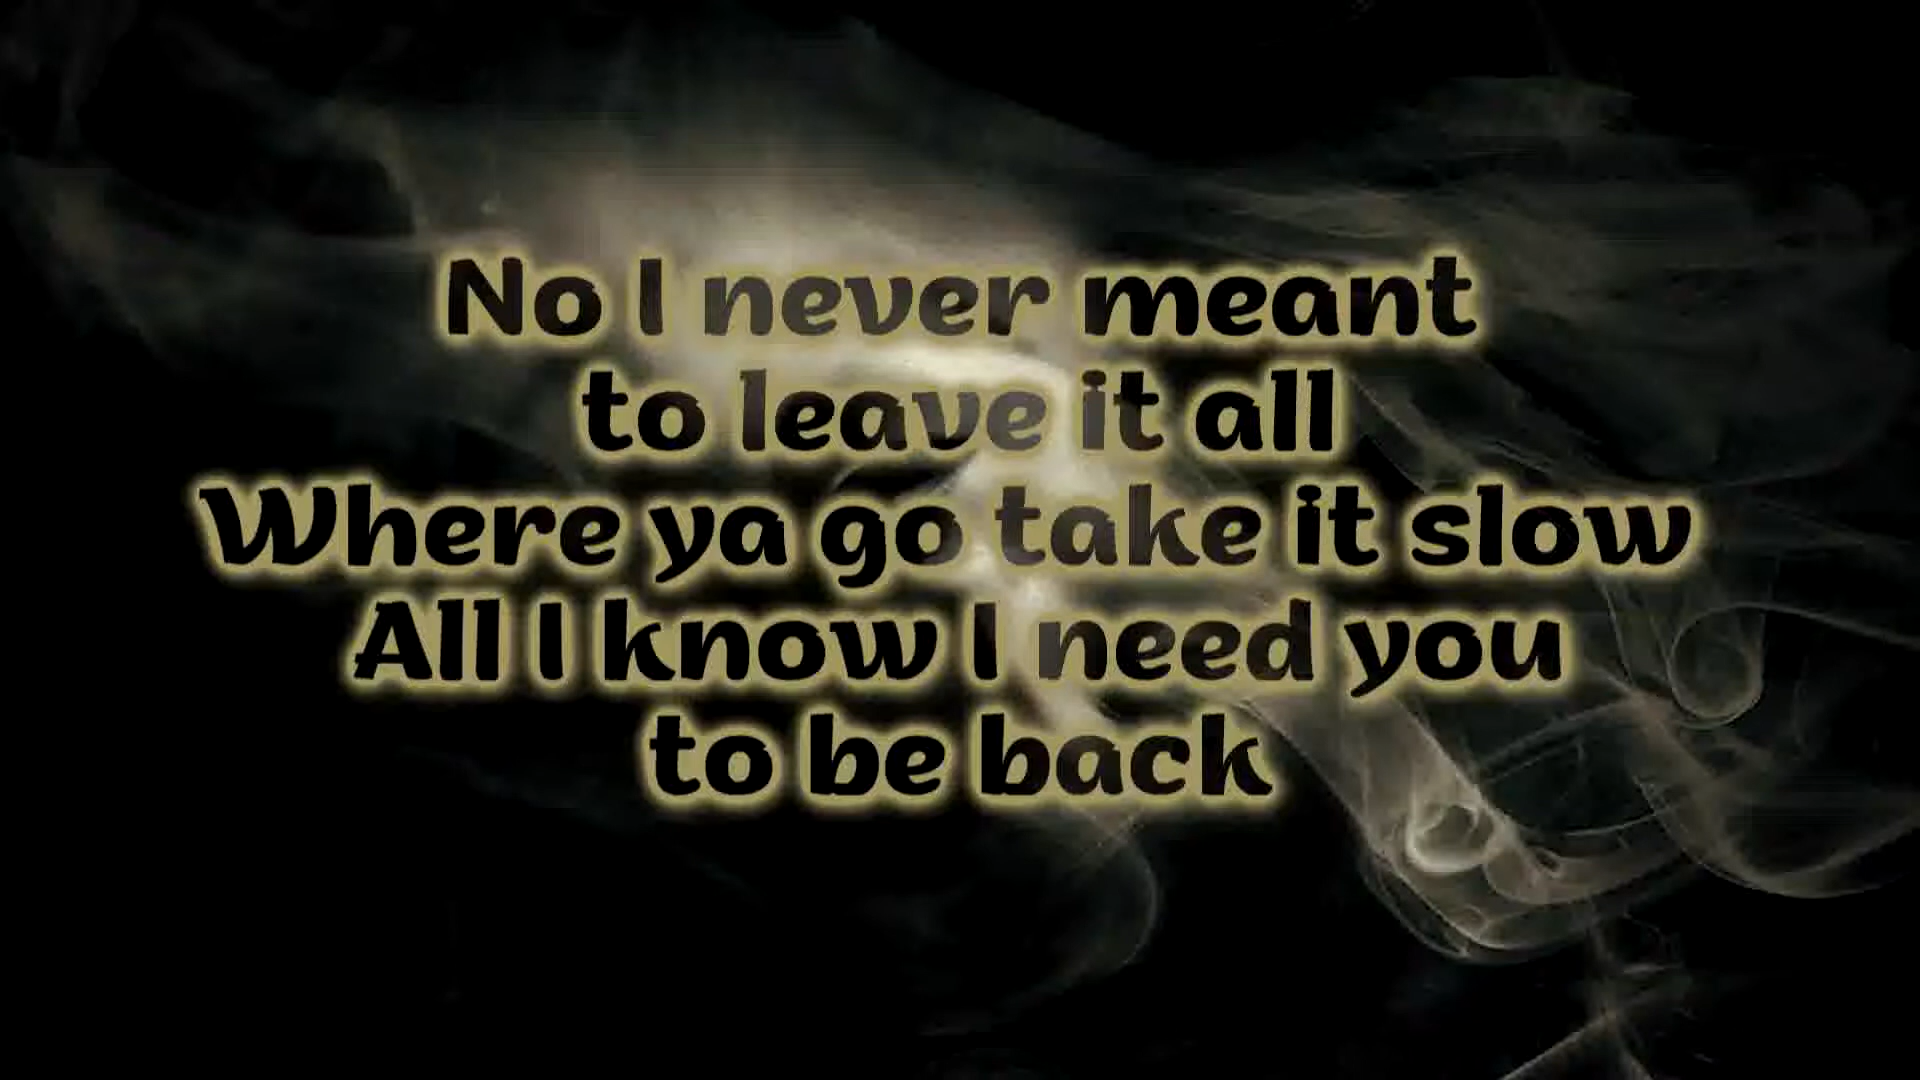 No I never meant
to leave it all
Where ya go take it slow
All I know I need you
to be back